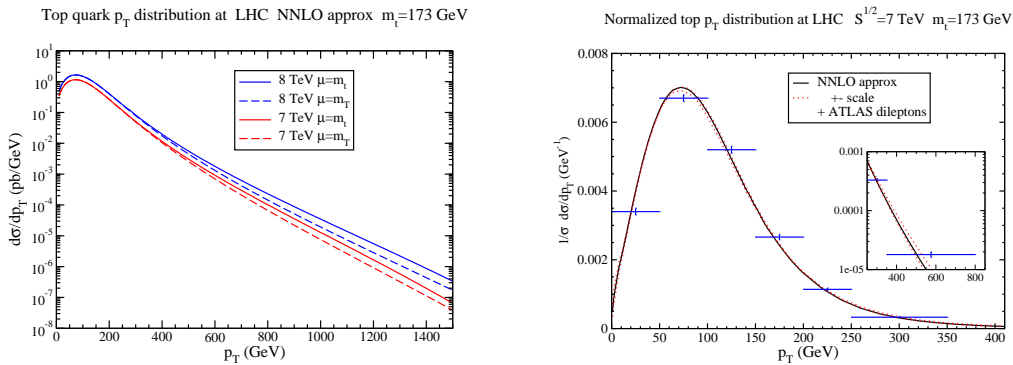 Top quark p_T distribution at LHC NNLO approx m_t=173 GeV
dσ/dp_T (pb/GeV)
10^1
10^0
10^-1
10^-2
10^-3
10^-4
10^-5
10^-6
10^-7
10^-8
8 TeV μ=m_t
8 TeV μ=m_T
7 TeV μ=m_t
7 TeV μ=m_T
0 200 400 600 800 1000 1200 1400
p_T (GeV)
Normalized top p_T distribution at LHC S^1/2=7 TeV m_t=173 GeV
1/σ dσ/dp_T (GeV^-1)
0.008
0.006
0.004
0.002
0
NNLO approx
+- scale
+ ATLAS dileptons
0.001
0.0001
1e-05
400 600 800
0 50 100 150 200 250 300 350 400
p_T (GeV)